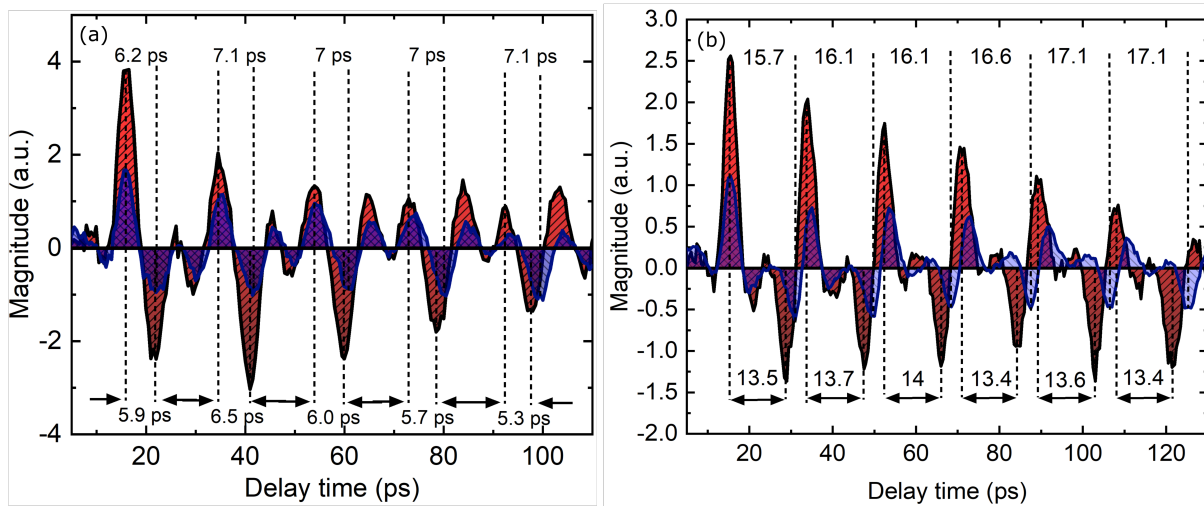 (a)
6.2 ps 7.1 ps 7 ps 7 ps 7.1 ps
4
2
0
-2
-4
Magnitude (a.u.)
5.9 ps 6.5 ps 6.0 ps 5.7 ps 5.3 ps
20 40 60 80 100
Delay time (ps)
(b)
15.7 16.1 16.1 16.6 17.1 17.1
3.0
2.5
2.0
1.5
1.0
0.5
0.0
-0.5
-1.0
-1.5
-2.0
Magnitude (a.u.)
13.5 13.7 14 13.4 13.6 13.4
20 40 60 80 100 120
Delay time (ps)